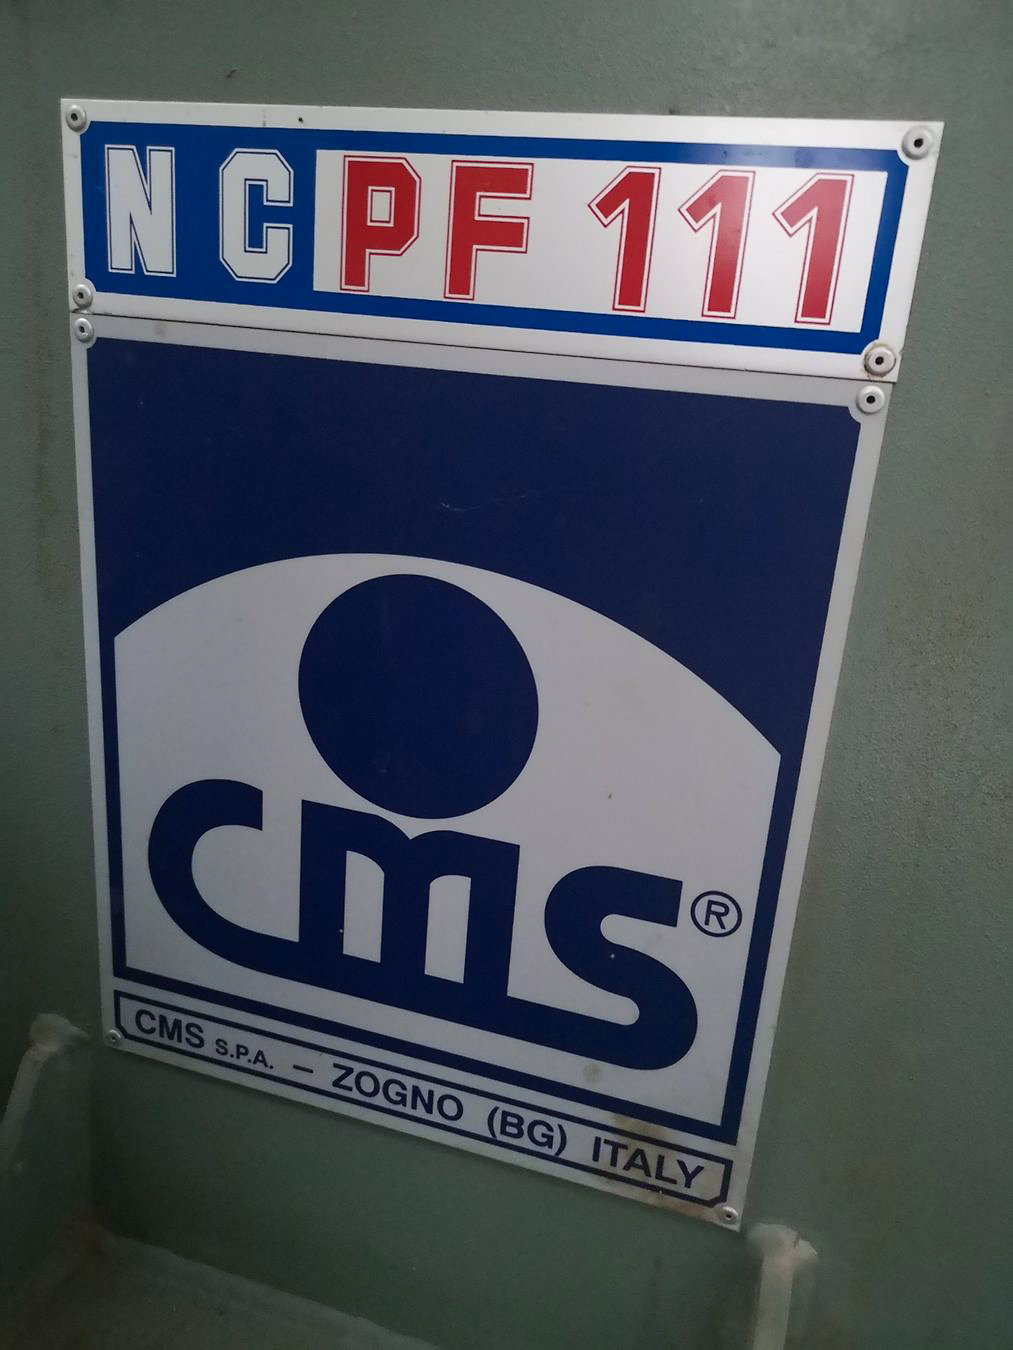 NC PF 111
cms®
CMS S.P.A. – ZOGNO (BG) ITALY